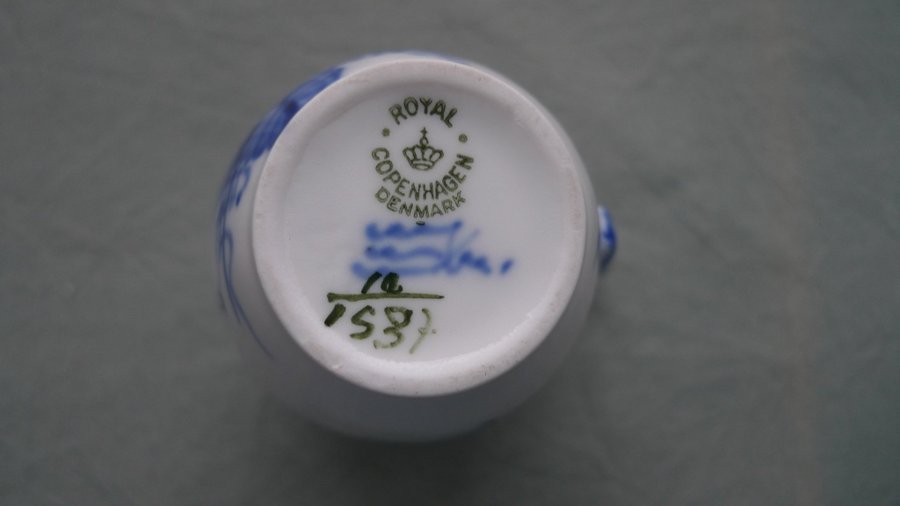 ROYAL
COPENHAGEN
DENMARK
10
1537